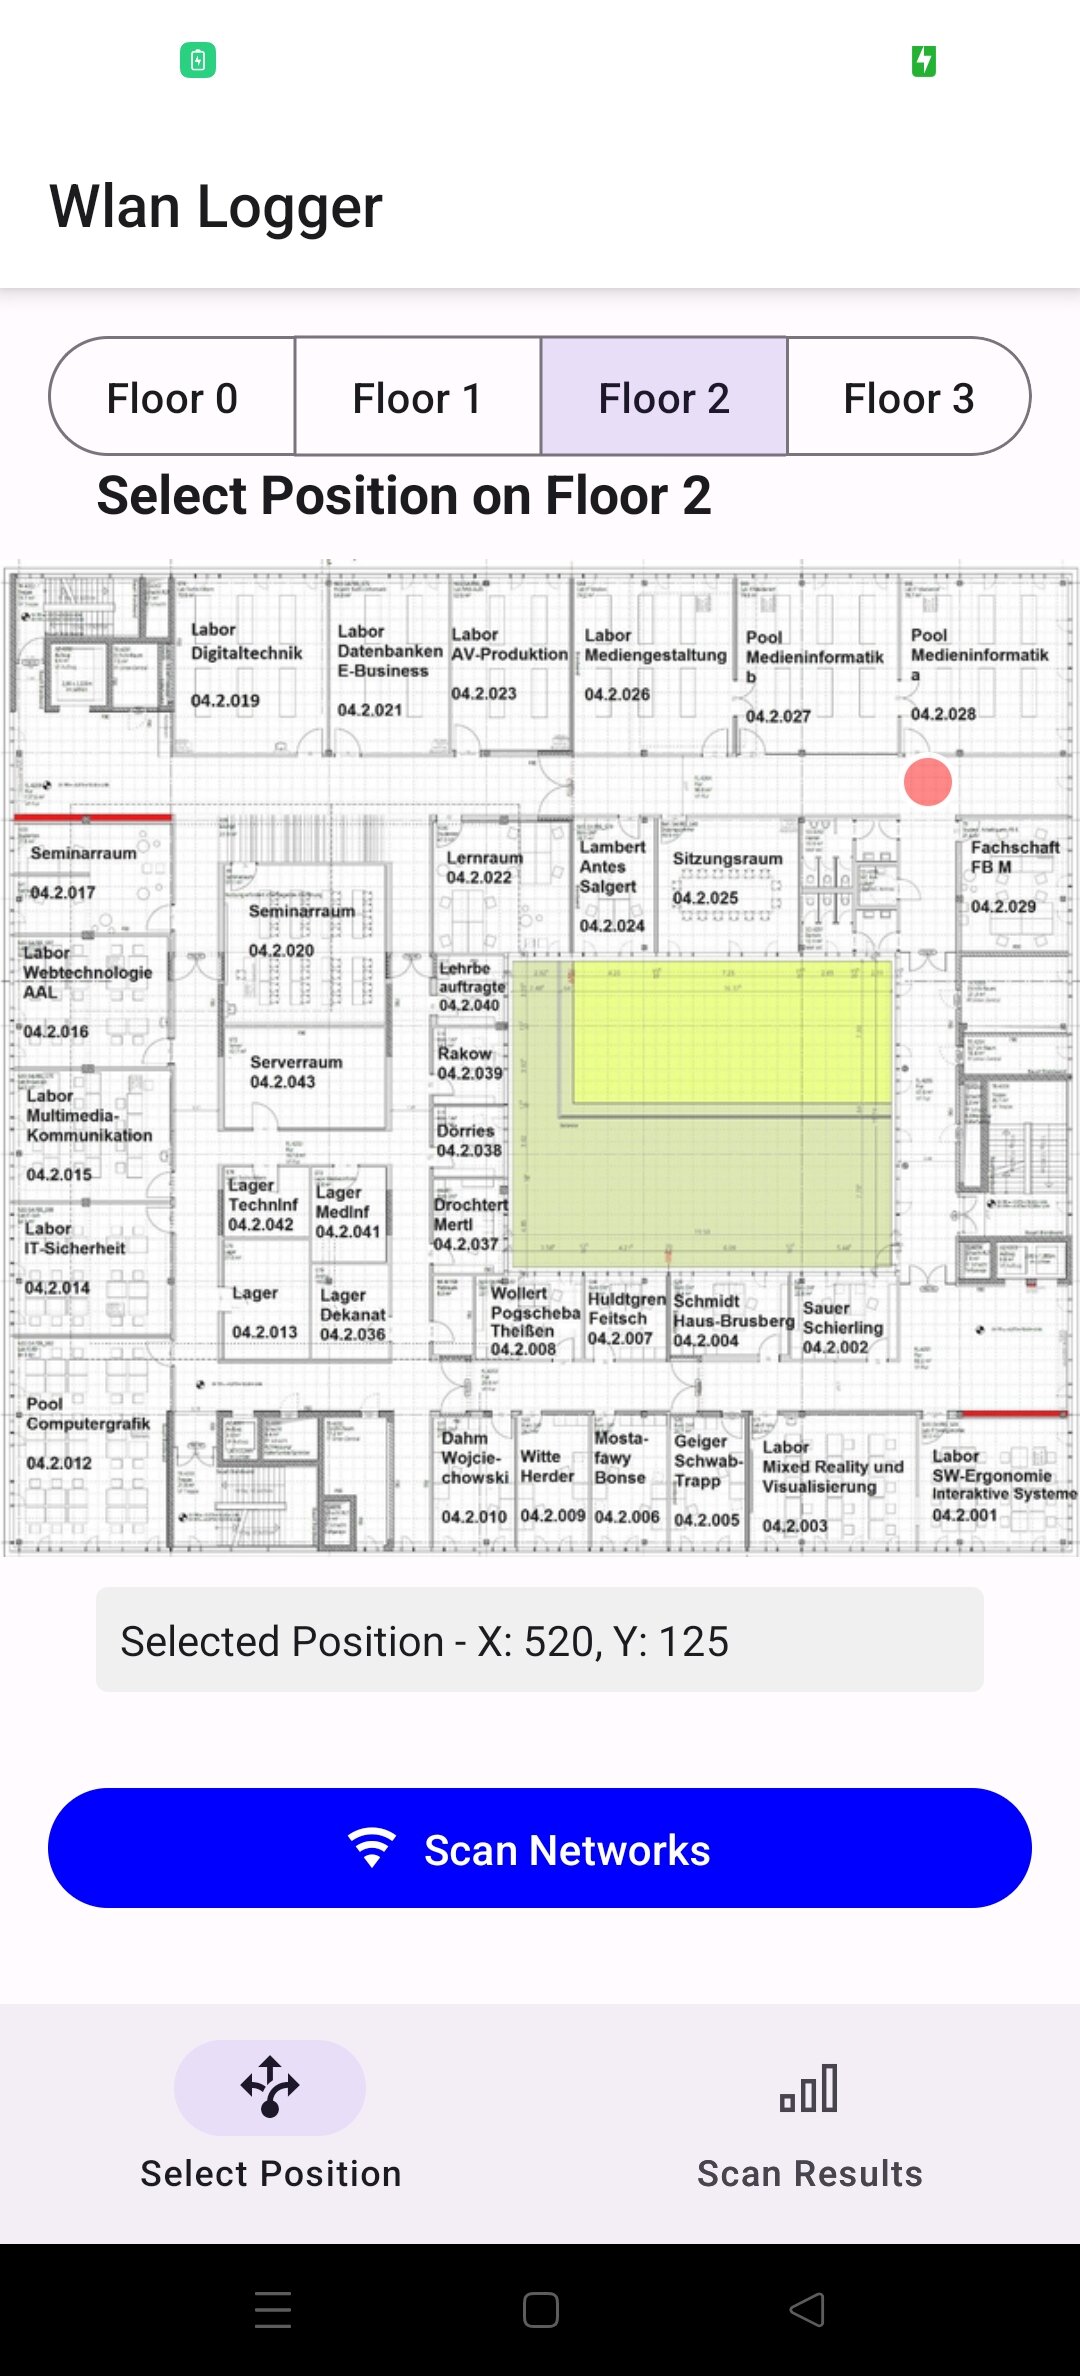 Wlan Logger
Floor 0
Floor 1
Floor 2
Floor 3
Select Position on Floor 2
Labor
Digitaltechnik
04.2.019
Labor
Datenbanken
E-Business
04.2.021
Labor
AV-Produktion
04.2.023
Labor
Mediengestaltung
04.2.026
Pool
Medieninformatik
b
04.2.027
Pool
Medieninformatik
a
04.2.028
Seminarraum
04.2.017
Seminarraum
04.2.020
Lernraum
04.2.022
Lambert
Antes
Salgert
04.2.024
Sitzungsraum
04.2.025
Fachschaft
FB M
04.2.029
Labor
Webtechnologie
AAL
04.2.016
Lehrbe
auftragte
04.2.040
Serverraum
04.2.043
Rakow
04.2.039
Labor
Multimedia-
Kommunikation
04.2.015
Dörries
04.2.038
Lager
TechnInf
04.2.042
Lager
MedInf
04.2.041
Drochtert
Mertl
04.2.037
Labor
IT-Sicherheit
04.2.014
Lager
04.2.013
Lager
Dekanat
04.2.036
Wollert
Pogscheba
Theißen
04.2.008
Huldtgren
Feitsch
04.2.007
Schmidt
Haus-Brusberg
04.2.004
Sauer
Schierling
04.2.002
Pool
Computergrafik
04.2.012
Dahm
Wojcie-
chowski
04.2.010
Witte
Herder
04.2.009
Mosta-
fawy
Bonse
04.2.006
Geiger
Schwab-
Trapp
04.2.005
Labor
Mixed Reality und
Visualisierung
04.2.003
Labor
SW-Ergonomie
Interaktive Systeme
04.2.001
Selected Position - X: 520, Y: 125
Scan Networks
Select Position
Scan Results